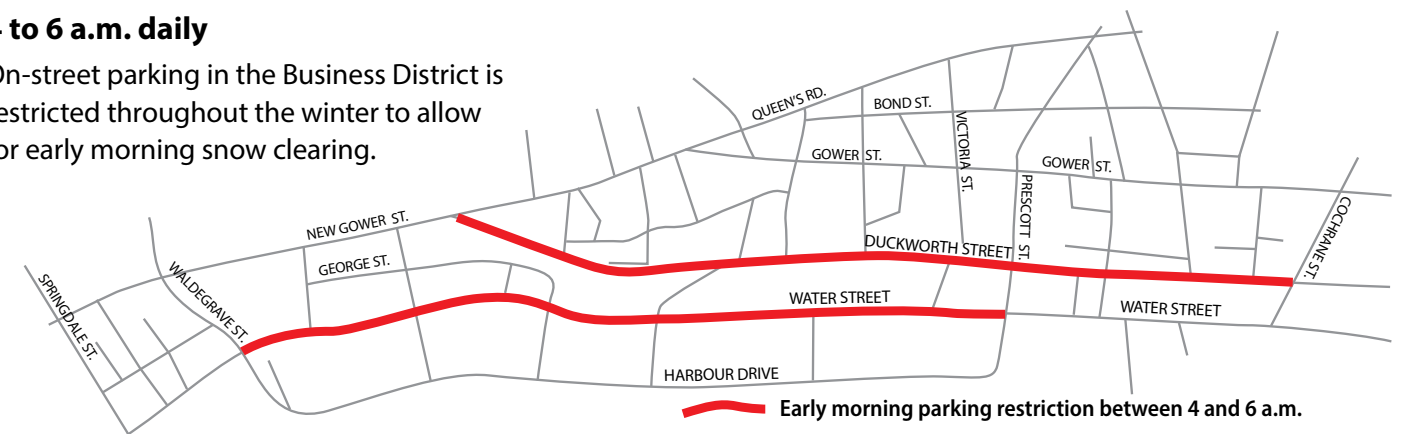 to 6 a.m. daily
On-street parking in the Business District is
restricted throughout the winter to allow
for early morning snow clearing.
QUEEN'S RD.
BOND ST.
VICTORIA ST.
GOWER ST.
GOWER ST.
PRESCOTT ST.
COCHRANE ST.
NEW GOWER ST.
DUCKWORTH STREET
GEORGE ST.
WALDEGRAVE ST.
SPRINGDALE ST.
WATER STREET
WATER STREET
HARBOUR DRIVE
Early morning parking restriction between 4 and 6 a.m.